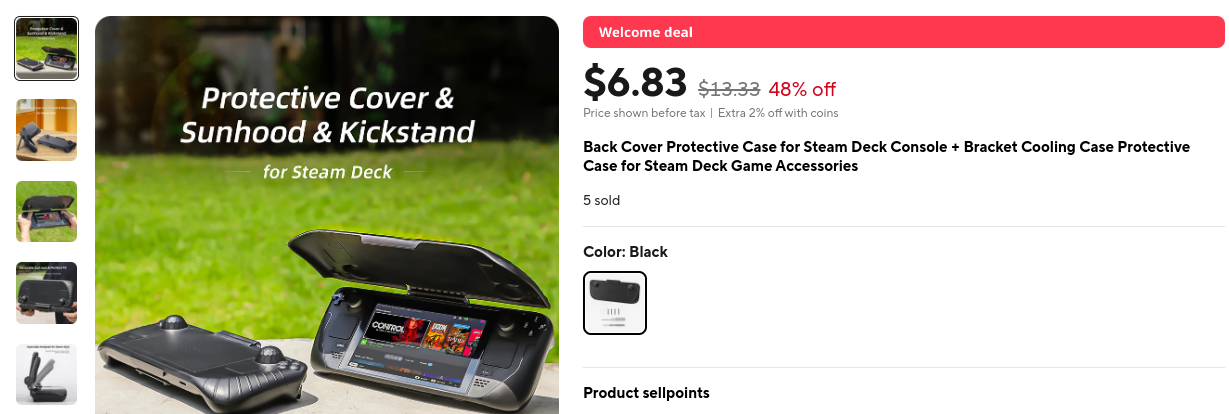 Protective Cover &
Sunhood & Kickstand
for Steam Deck
CONTROL
DOOM
Welcome deal
$6.83 $13.33 48% off
Price shown before tax | Extra 2% off with coins
Back Cover Protective Case for Steam Deck Console + Bracket Cooling Case Protective
Case for Steam Deck Game Accessories
5 sold
Color: Black
Product sellpoints